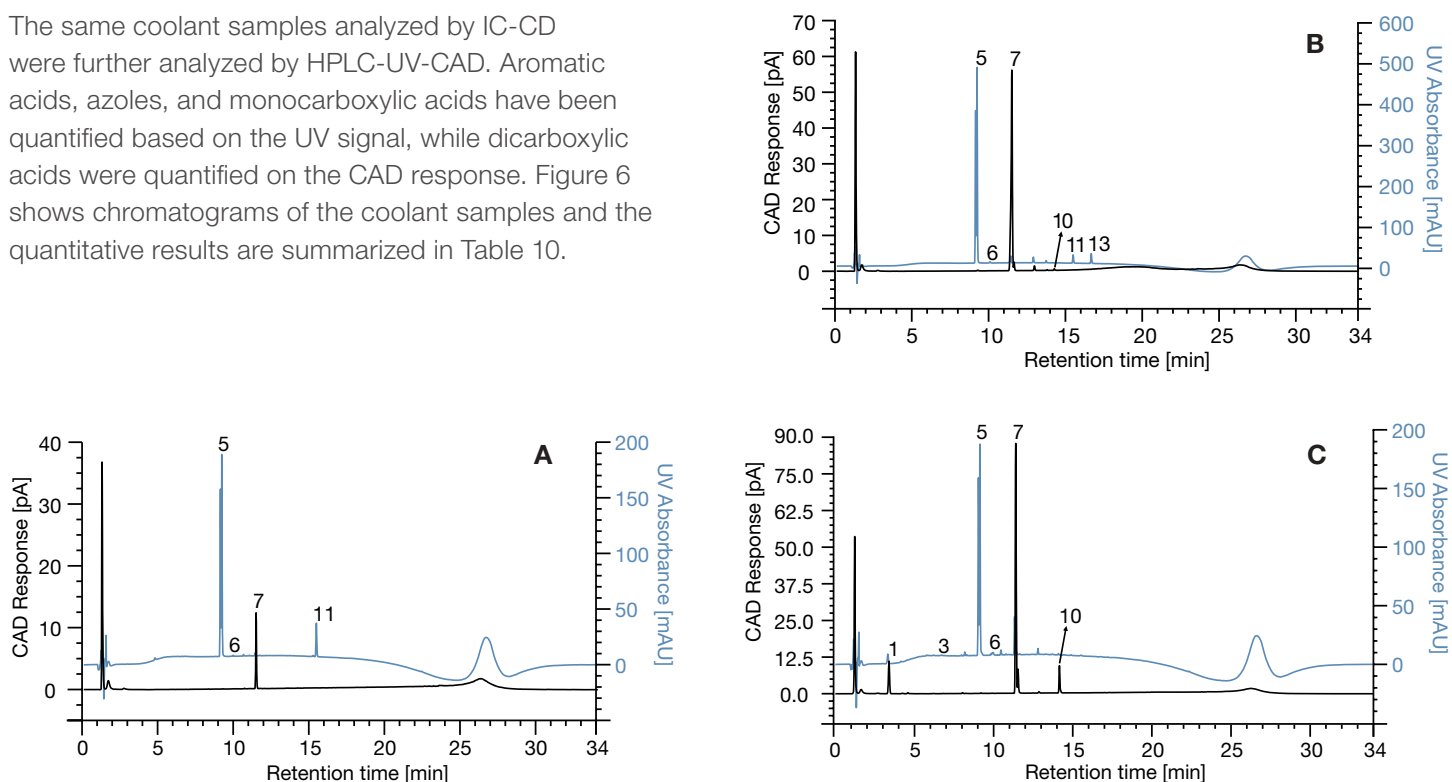 The same coolant samples analyzed by IC-CD
were further analyzed by HPLC-UV-CAD. Aromatic
acids, azoles, and monocarboxylic acids have been
quantified based on the UV signal, while dicarboxylic
acids were quantified on the CAD response. Figure 6
shows chromatograms of the coolant samples and the
quantitative results are summarized in Table 10.
B
CAD Response [pA]
70
60
50
40
30
20
10
0
UV Absorbance [mAU]
600
500
400
300
200
100
0
5
6
7
10
11
13
0 5 10 15 20 25 30 34
Retention time [min]
A
CAD Response [pA]
40
30
20
10
0
UV Absorbance [mAU]
200
150
100
50
0
5
6
7
11
0 5 10 15 20 25 30 34
Retention time [min]
C
CAD Response [pA]
90.0
75.0
62.5
50.0
37.5
25.0
12.5
0.0
UV Absorbance [mAU]
200
150
100
50
0
1
3
5
6
7
10
0 5 10 15 20 25 30 34
Retention time [min]